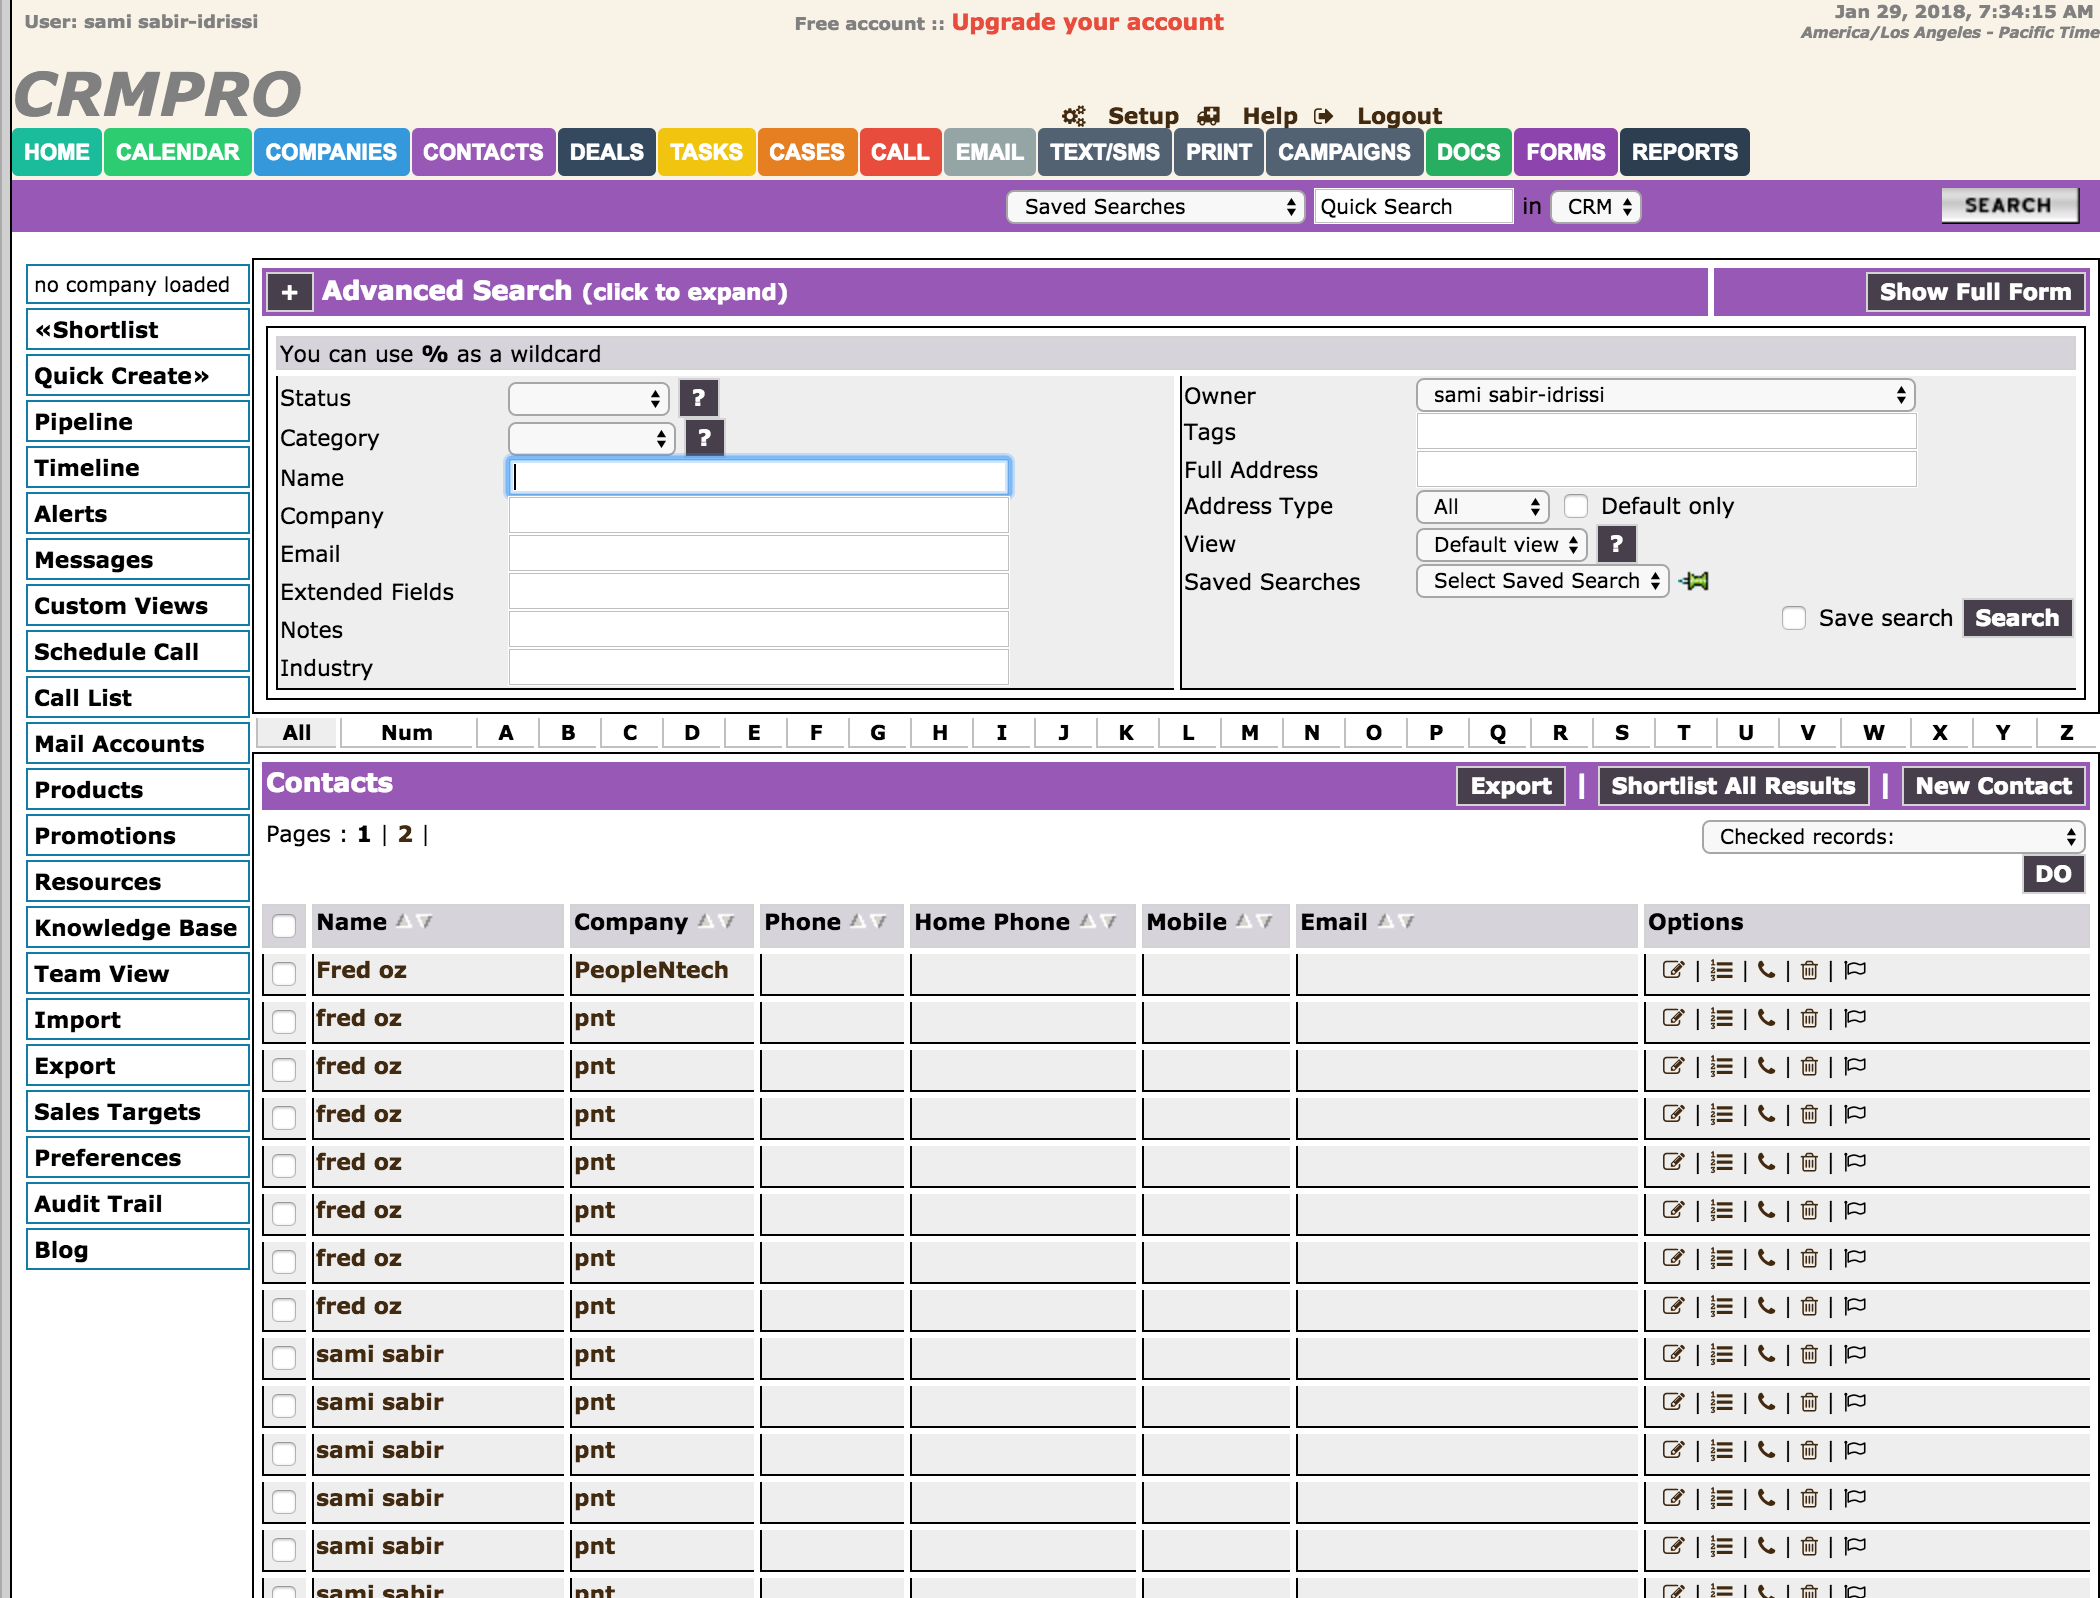 User: sami sabir-idrissi
Free account :: Upgrade your account
Jan 29, 2018, 7:34:15 AM
America/Los Angeles - Pacific Time
CRMPRO
Setup Help Logout
HOME CALENDAR COMPANIES CONTACTS DEALS TASKS CASES CALL EMAIL TEXT/SMS PRINT CAMPAIGNS DOCS FORMS REPORTS
Saved Searches Quick Search in CRM SEARCH
no company loaded
«Shortlist
Quick Create»
Pipeline
Timeline
Alerts
Messages
Custom Views
Schedule Call
Call List
Mail Accounts
Products
Promotions
Resources
Knowledge Base
Team View
Import
Export
Sales Targets
Preferences
Audit Trail
Blog
+ Advanced Search (click to expand) Show Full Form
You can use % as a wildcard
Status ?
Category ?
Name
Company
Email
Extended Fields
Notes
Industry
Owner sami sabir-idrissi
Tags
Full Address
Address Type All Default only
View Default view ?
Saved Searches Select Saved Search
Save search Search
All Num A B C D E F G H I J K L M N O P Q R S T U V W X Y Z
Contacts Export | Shortlist All Results | New Contact
Pages : 1 | 2 |
Checked records:
DO
Name Company Phone Home Phone Mobile Email Options
Fred oz PeopleNtech | | | |
fred oz pnt | | | |
fred oz pnt | | | |
fred oz pnt | | | |
fred oz pnt | | | |
fred oz pnt | | | |
fred oz pnt | | | |
fred oz pnt | | | |
sami sabir pnt | | | |
sami sabir pnt | | | |
sami sabir pnt | | | |
sami sabir pnt | | | |
sami sabir pnt | | | |
sami sabir pnt | | | |